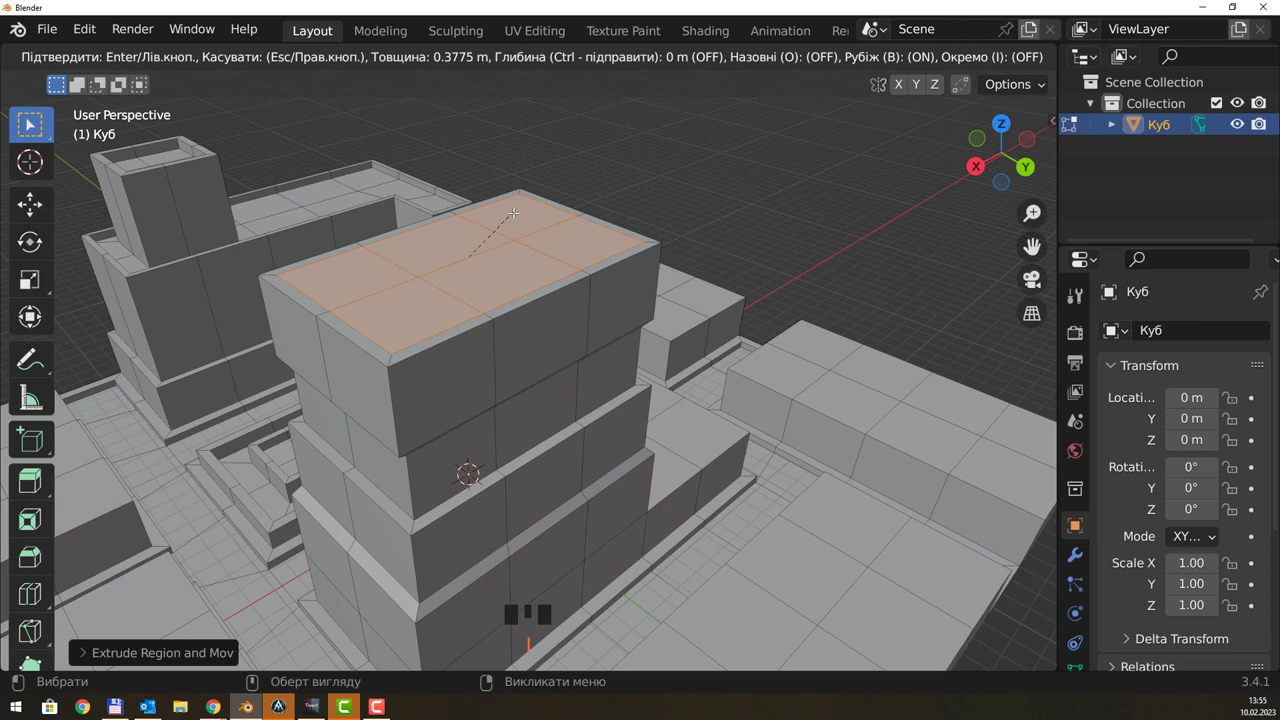 Blender
File Edit Render Window Help Layout Modeling Sculpting UV Editing Texture Paint Shading Animation Re Scene ViewLayer
Підтвердити: Enter/Лів.кноп., Касувати: (Esc/Прав.кноп.), Товщина: 0.3775 m, Глибина (Ctrl - підправити): 0 m (OFF), Назовні (O): (OFF), Рубіж (B): (ON), Окремо (I): (OFF)
X Y Z Options
User Perspective
(1) Куб
Z
X Y
Extrude Region and Mov
Scene Collection
Collection
Куб
Куб
Куб
Transform
Locati... 0 m
Y 0 m
Z 0 m
Rotati... 0°
Y 0°
Z 0°
Mode XY...
Scale X 1.00
Y 1.00
Z 1.00
Delta Transform
Relations
Вибрати Оберт вигляду Викликати меню 3.4.1
13:55
10.02.2023